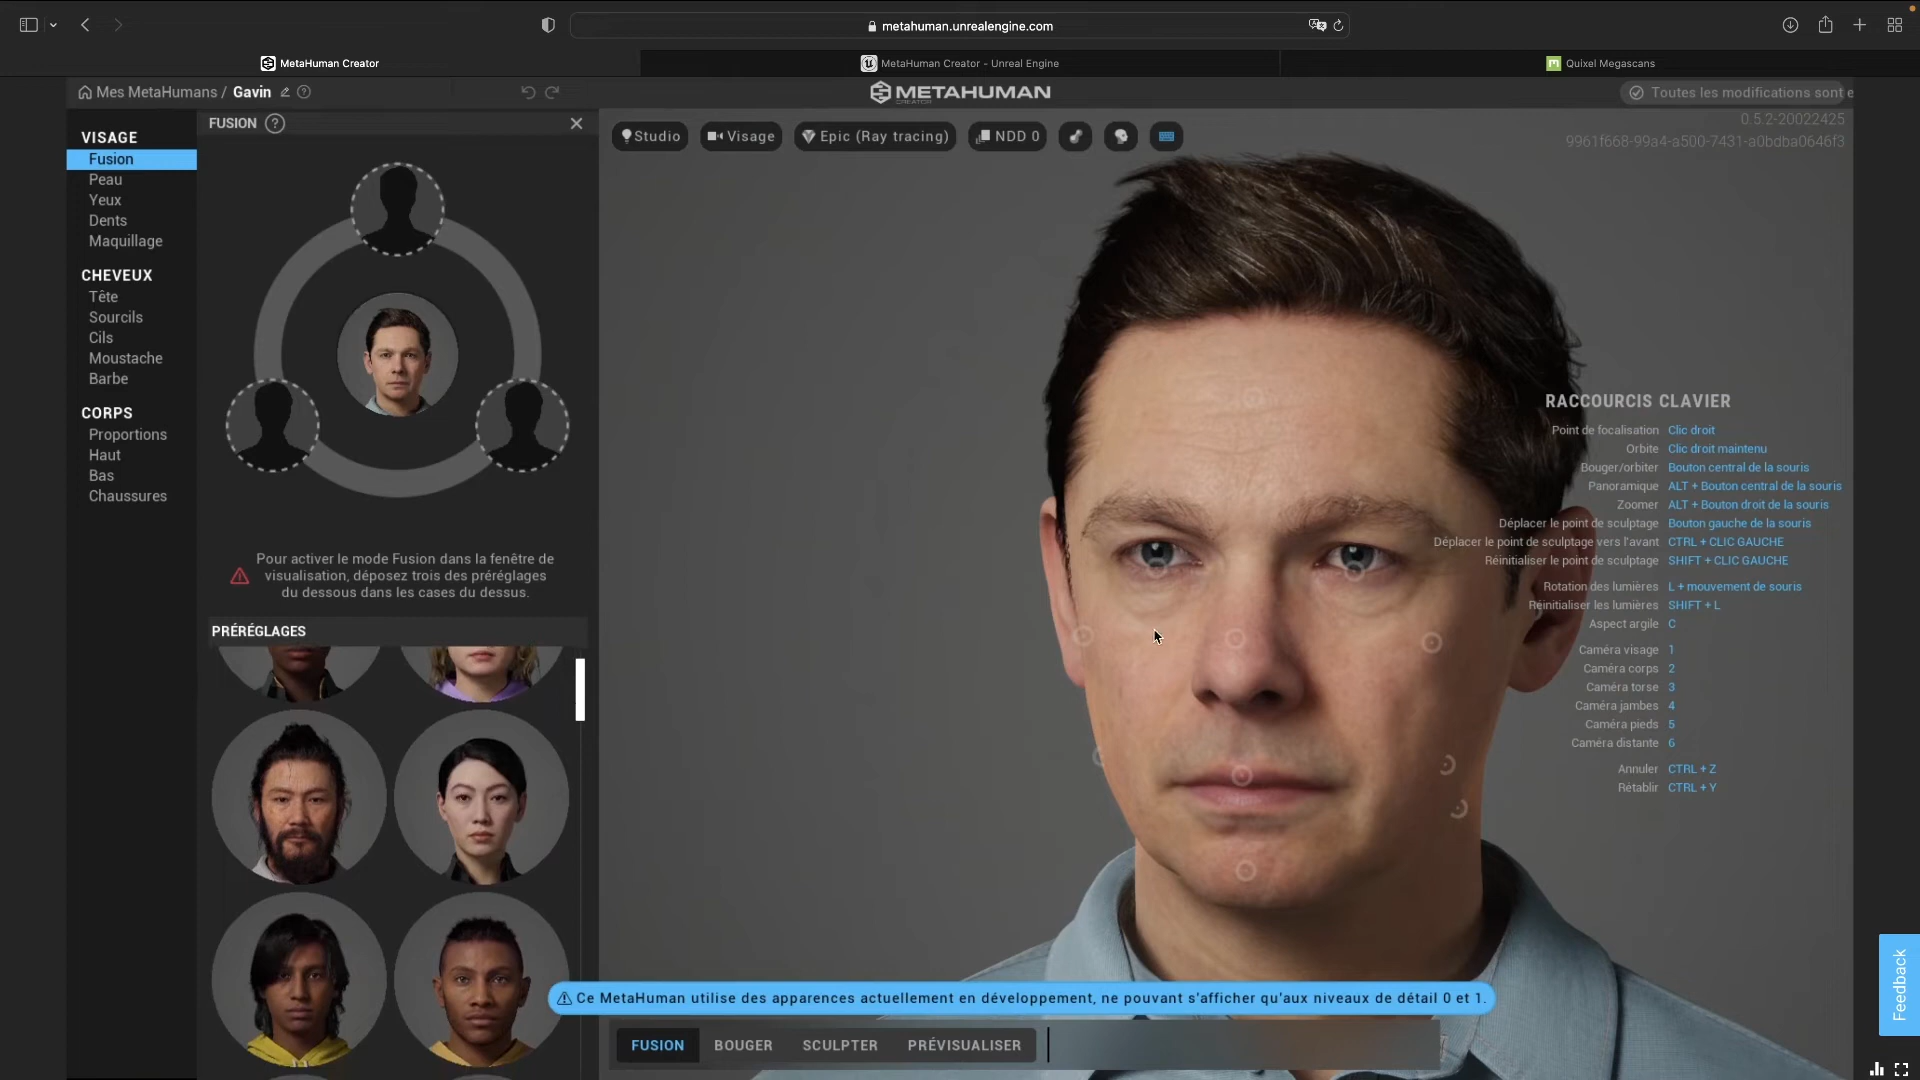 metahuman.unrealengine.com
MetaHuman Creator
MetaHuman Creator - Unreal Engine
Quixel Megascans
Mes MetaHumans / Gavin
METAHUMAN
CREATOR
Toutes les modifications sont e
0.5.2-20022425
9961f668-99a4-a500-7431-a0bdba0646f3
VISAGE
Fusion
Peau
Yeux
Dents
Maquillage
CHEVEUX
Tête
Sourcils
Cils
Moustache
Barbe
CORPS
Proportions
Haut
Bas
Chaussures
FUSION ?
Pour activer le mode Fusion dans la fenêtre de
visualisation, déposez trois des préréglages
du dessous dans les cases du dessus.
PRÉRÉGLAGES
Studio
Visage
Epic (Ray tracing)
NDD 0
RACCOURCIS CLAVIER
Point de focalisation Clic droit
Orbite Clic droit maintenu
Bouger/orbiter Bouton central de la souris
Panoramique ALT + Bouton central de la souris
Zoomer ALT + Bouton droit de la souris
Déplacer le point de sculptage Bouton gauche de la souris
Déplacer le point de sculptage vers l'avant CTRL + CLIC GAUCHE
Réinitialiser le point de sculptage SHIFT + CLIC GAUCHE
Rotation des lumières L + mouvement de souris
Réinitialiser les lumières SHIFT + L
Aspect argile C
Caméra visage 1
Caméra corps 2
Caméra torse 3
Caméra jambes 4
Caméra pieds 5
Caméra distante 6
Annuler CTRL + Z
Rétablir CTRL + Y
Ce MetaHuman utilise des apparences actuellement en développement, ne pouvant s'afficher qu'aux niveaux de détail 0 et 1.
FUSION
BOUGER
SCULPTER
PRÉVISUALISER
Feedback